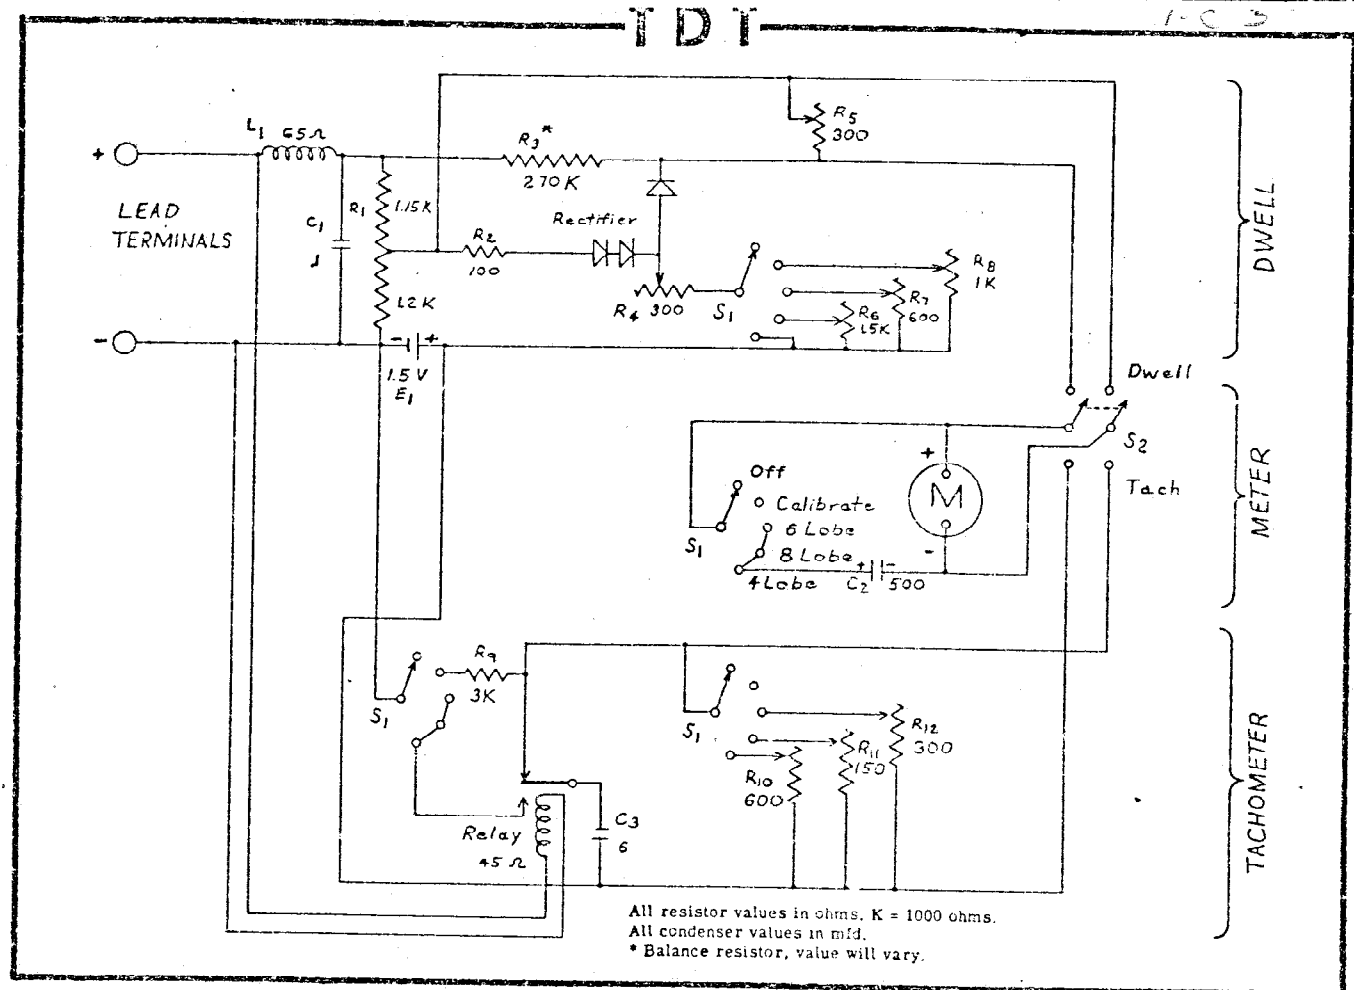 TDT
1-C 3
L1 65Ω
R3*
270K
R5
300
+
LEAD
TERMINALS
C1
.1
R1
1.15K
R2
100
Rectifier
R4 300
S1
R8
1K
R7
600
R6
1.5K
1.2K
-
- +
1.5V
E1
DWELL
Dwell
S2
Tach
+
M
-
Off
Calibrate
6 Lobe
8 Lobe
4 Lobe
S1
+ -
C2 500
METER
R9
3K
S1
S1
R12
300
R11
150
R10
600
Relay
45Ω
C3
6
TACHOMETER
All resistor values in ohms. K = 1000 ohms.
All condenser values in mfd.
* Balance resistor, value will vary.